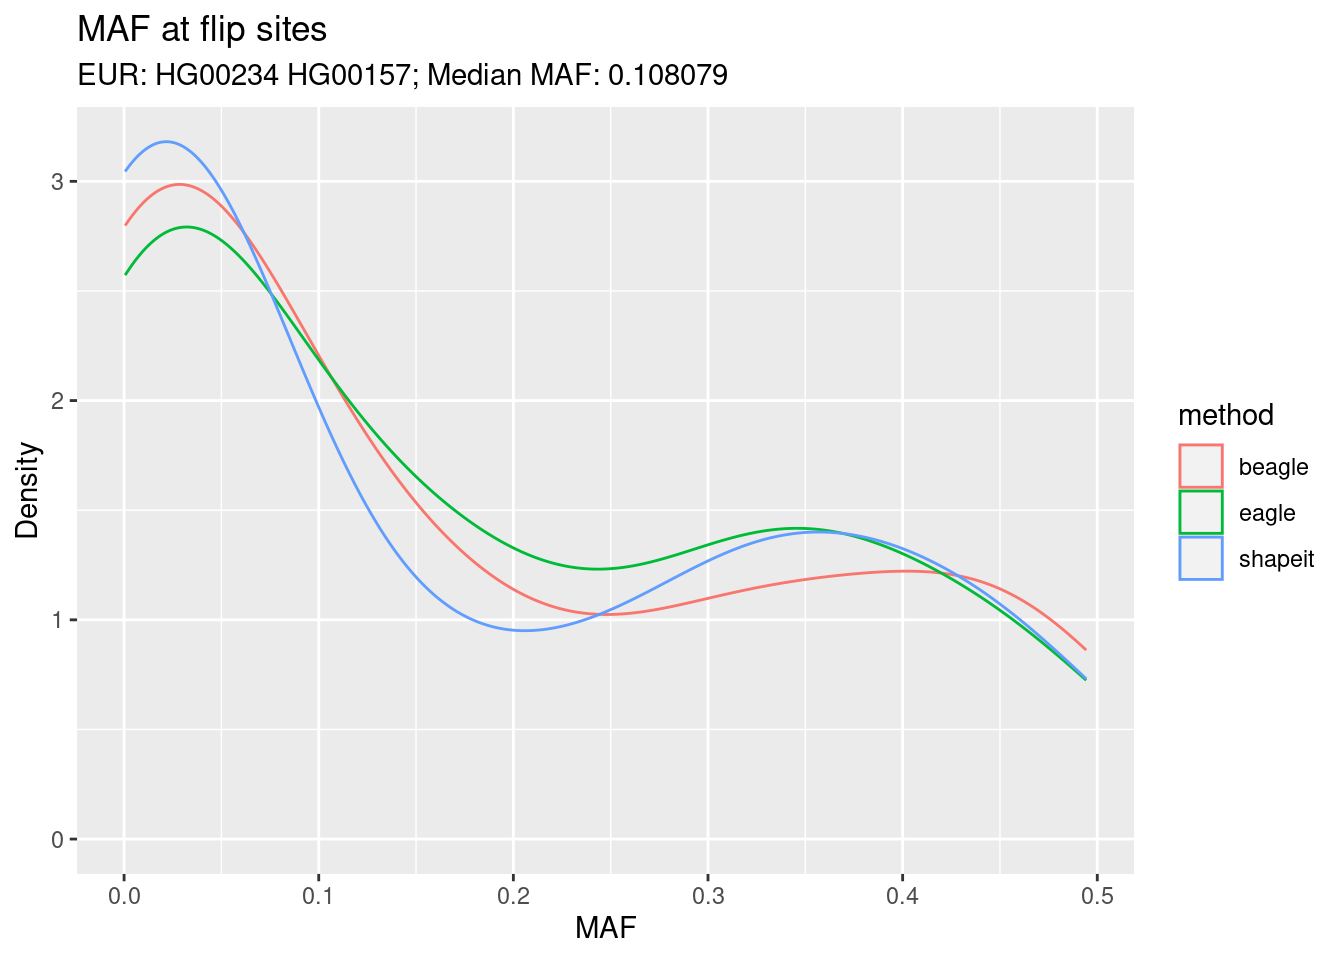 MAF at flip sites
EUR: HG00234 HG00157; Median MAF: 0.108079
3
2
1
0
Density
0.0 0.1 0.2 0.3 0.4 0.5
MAF
method
beagle
eagle
shapeit